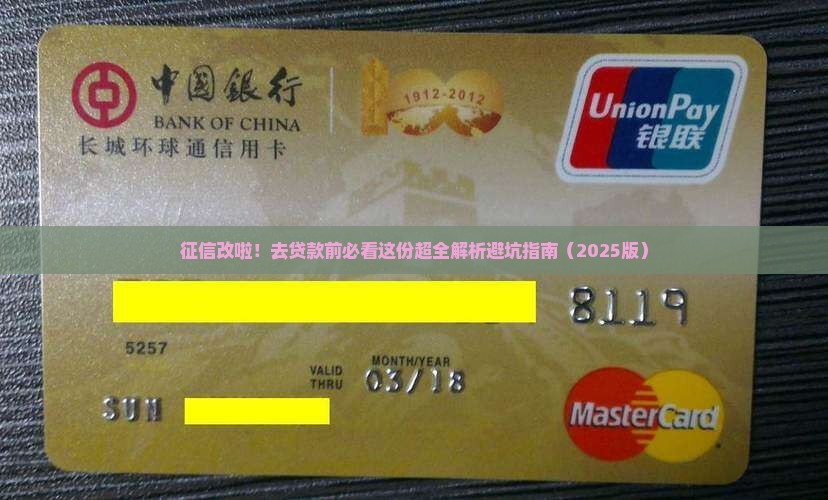 中國銀行
BANK OF CHINA
长城环球通信用卡
1912-2012
UnionPay
银联
征信改啦！去贷款前必看这份超全解析避坑指南（2025版）
8119
5257
VALID THRU
MONTH/YEAR
03/18
SUN
MasterCard